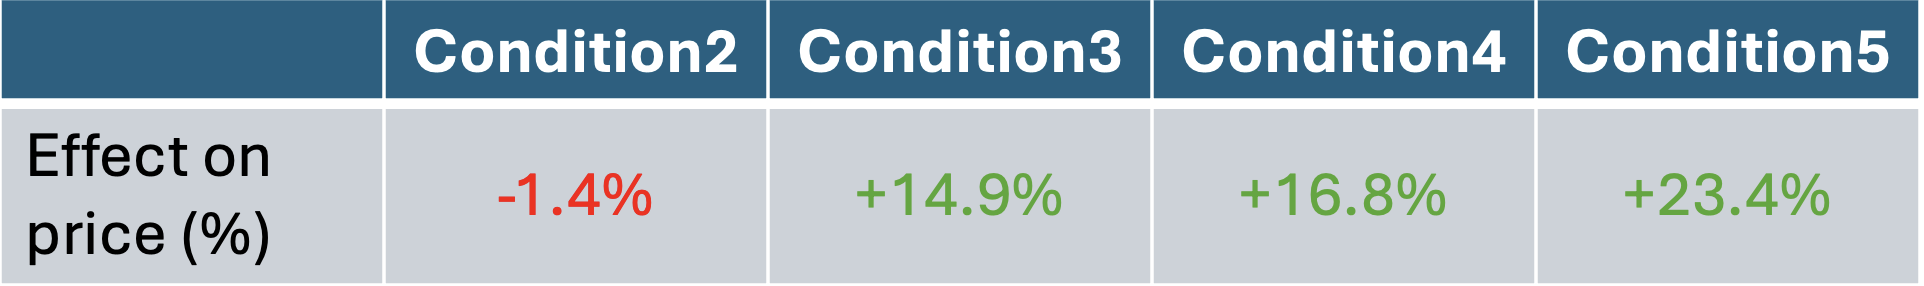 Condition2 Condition3 Condition4 Condition5
Effect on
price (%) -1.4% +14.9% +16.8% +23.4%